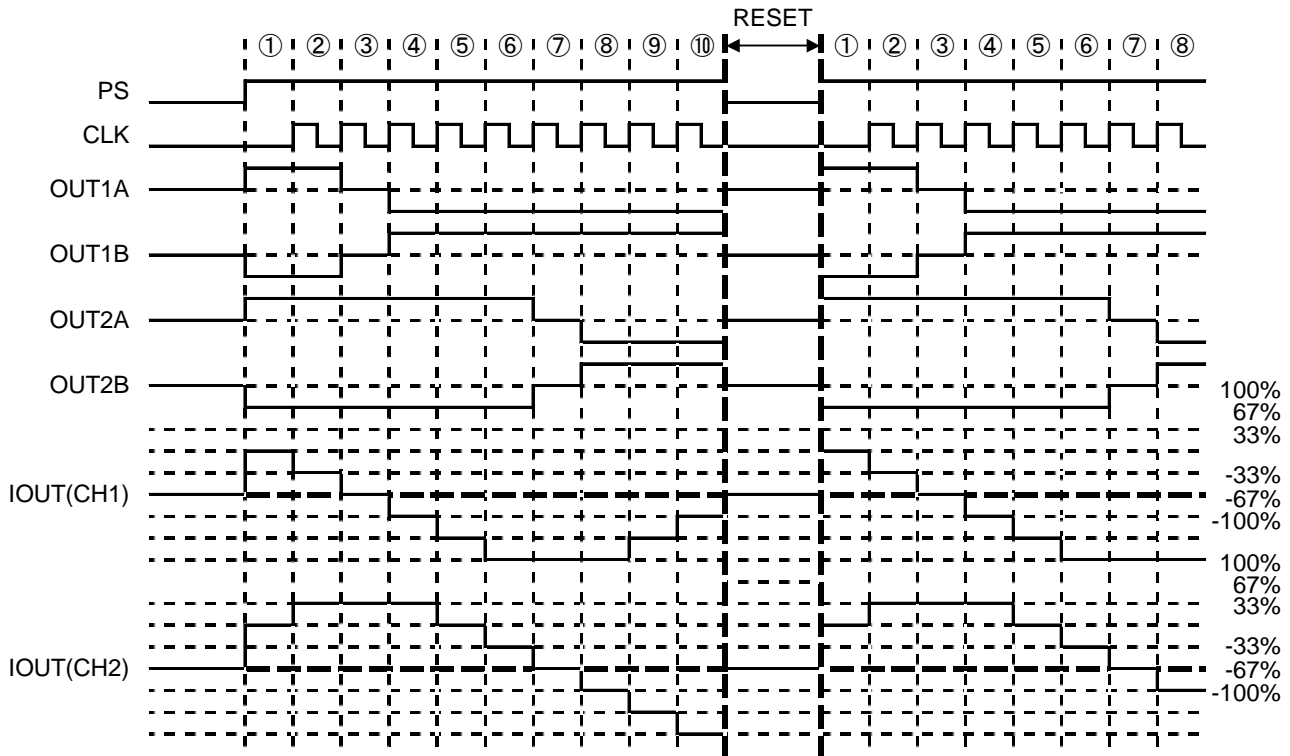 RESET
① ② ③ ④ ⑤ ⑥ ⑦ ⑧ ⑨ ⑩ ① ② ③ ④ ⑤ ⑥ ⑦ ⑧
PS
CLK
OUT1A
OUT1B
OUT2A
OUT2B
100%
67%
33%
IOUT(CH1)
-33%
-67%
-100%
100%
67%
33%
IOUT(CH2)
-33%
-67%
-100%